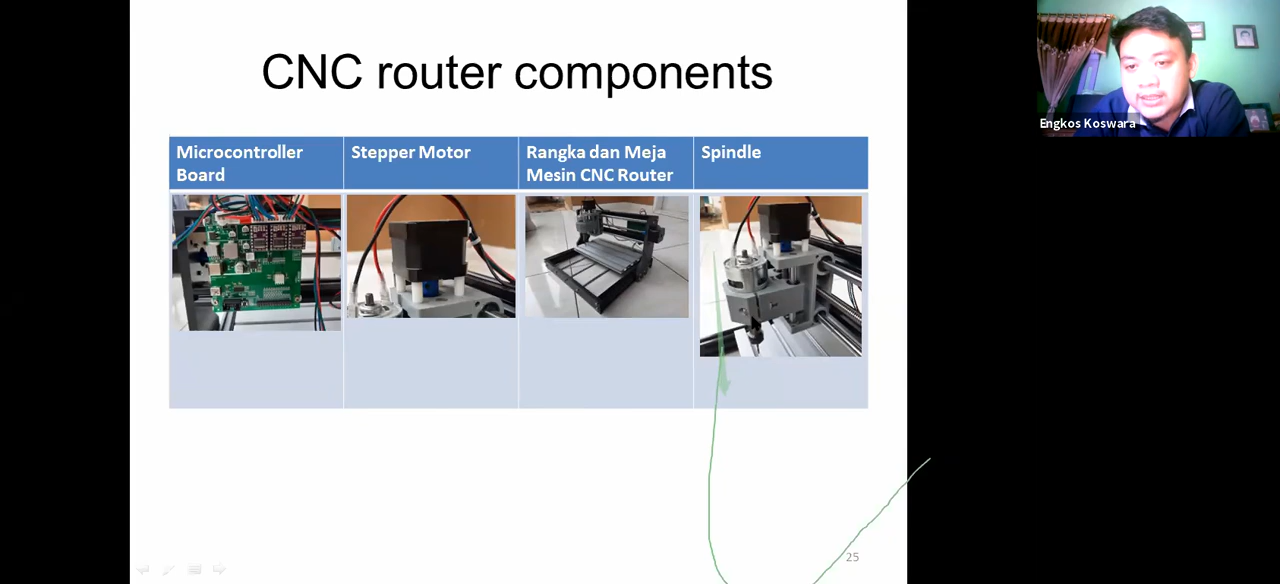 CNC router components
Microcontroller Board
Stepper Motor
Rangka dan Meja Mesin CNC Router
Spindle
25
Engkos Koswara